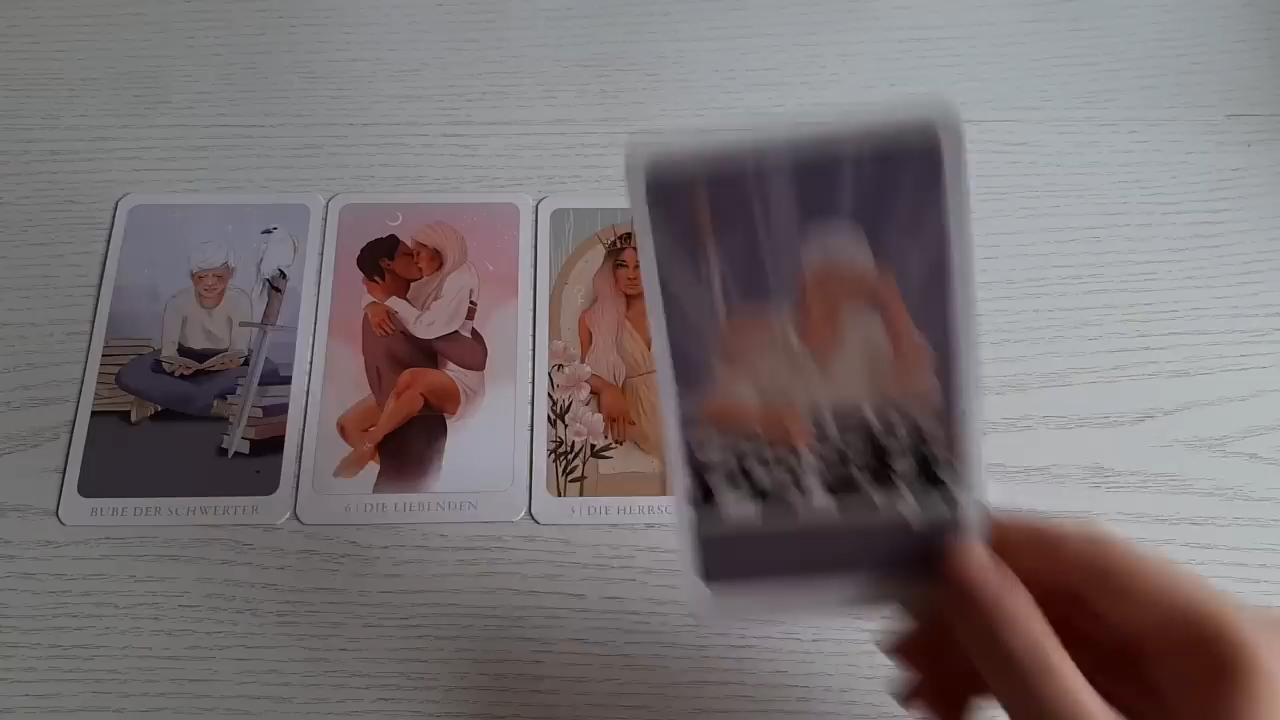 BUBE DER SCHWERTER
6 | DIE LIEBENDEN
3 | DIE HERRSC